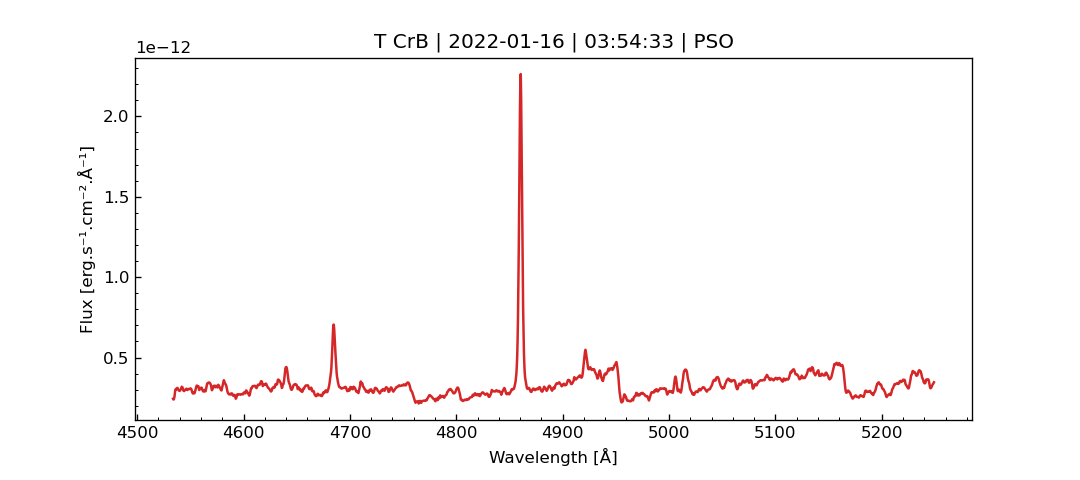 T CrB | 2022-01-16 | 03:54:33 | PSO
1e−12
2.0
1.5
1.0
0.5
Flux [erg.s⁻¹.cm⁻².Å⁻¹]
4500 4600 4700 4800 4900 5000 5100 5200
Wavelength [Å]